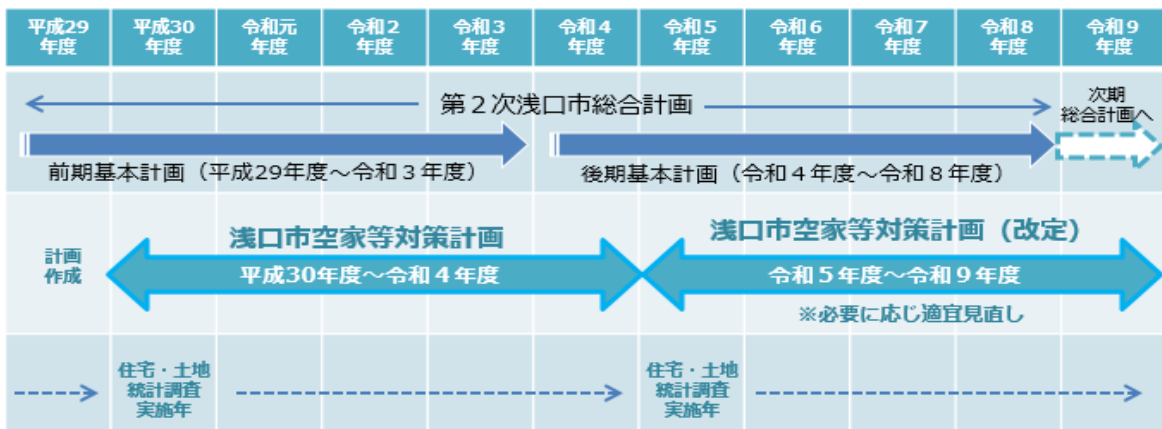 平成29
年度
平成30
年度
令和元
年度
令和2
年度
令和3
年度
令和4
年度
令和5
年度
令和6
年度
令和7
年度
令和8
年度
令和9
年度
第２次浅口市総合計画
次期
総合計画へ
前期基本計画（平成29年度～令和３年度）
後期基本計画（令和４年度～令和８年度）
計画
作成
浅口市空家等対策計画
平成30年度～令和４年度
浅口市空家等対策計画（改定）
令和５年度～令和９年度
※必要に応じ適宜見直し
住宅・土地
統計調査
実施年
住宅・土地
統計調査
実施年